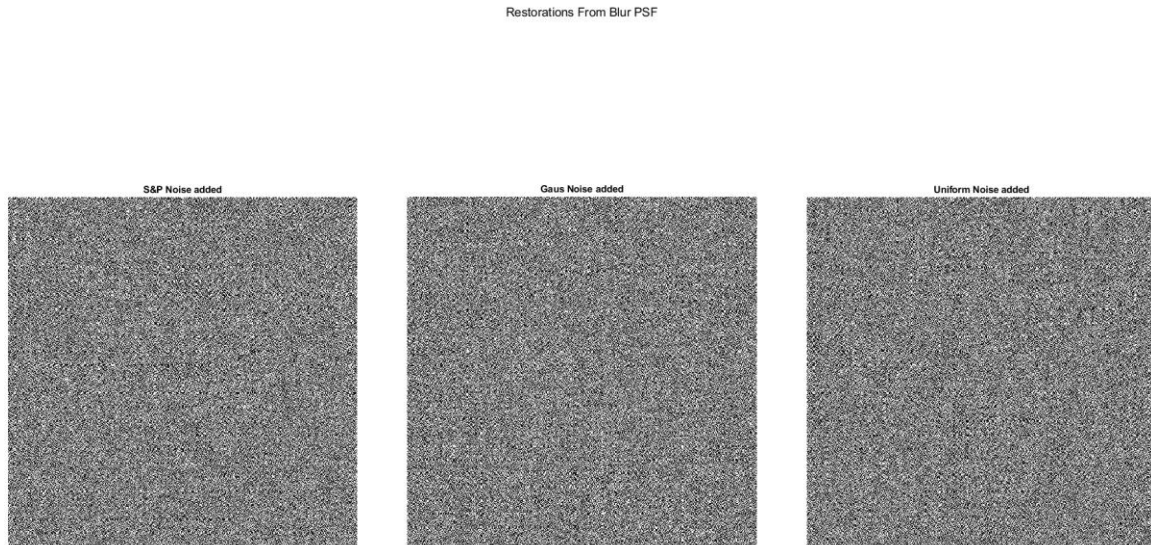 Restorations From Blur PSF
S&P Noise added
Gaus Noise added
Uniform Noise added